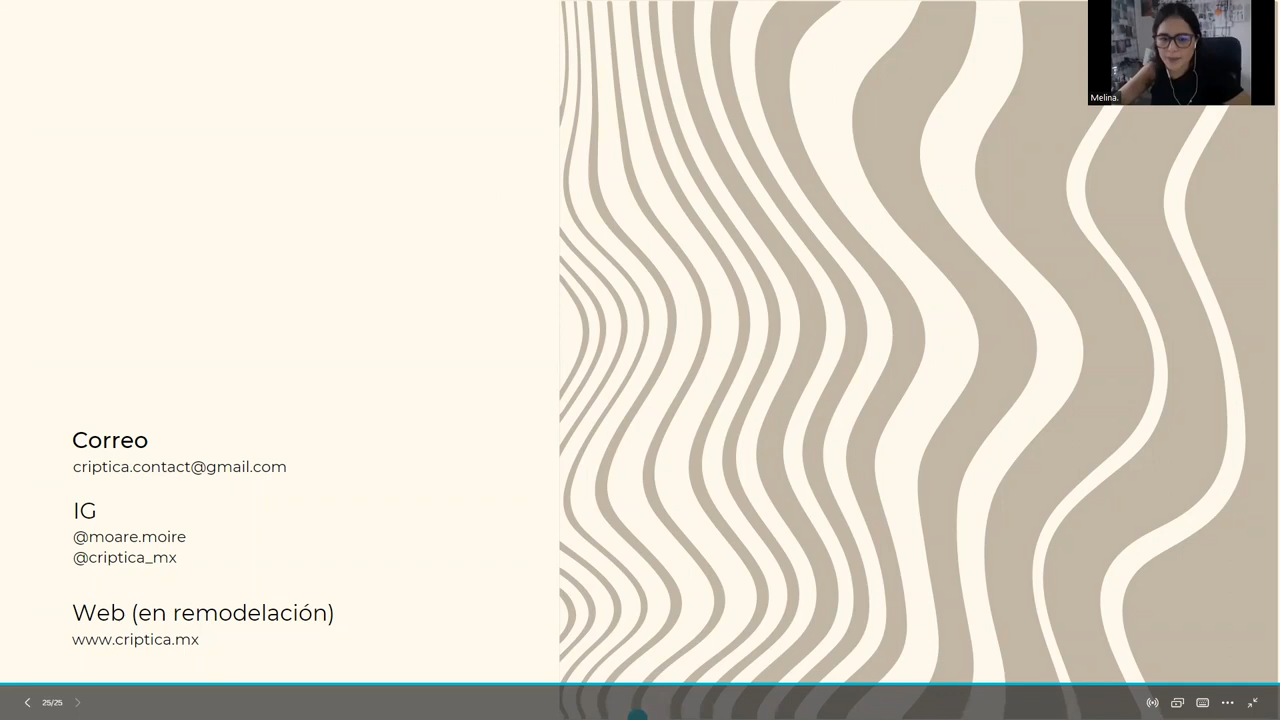 Melina.
Correo
criptica.contact@gmail.com
IG
@moare.moire
@criptica_mx
Web (en remodelación)
www.criptica.mx
25/25